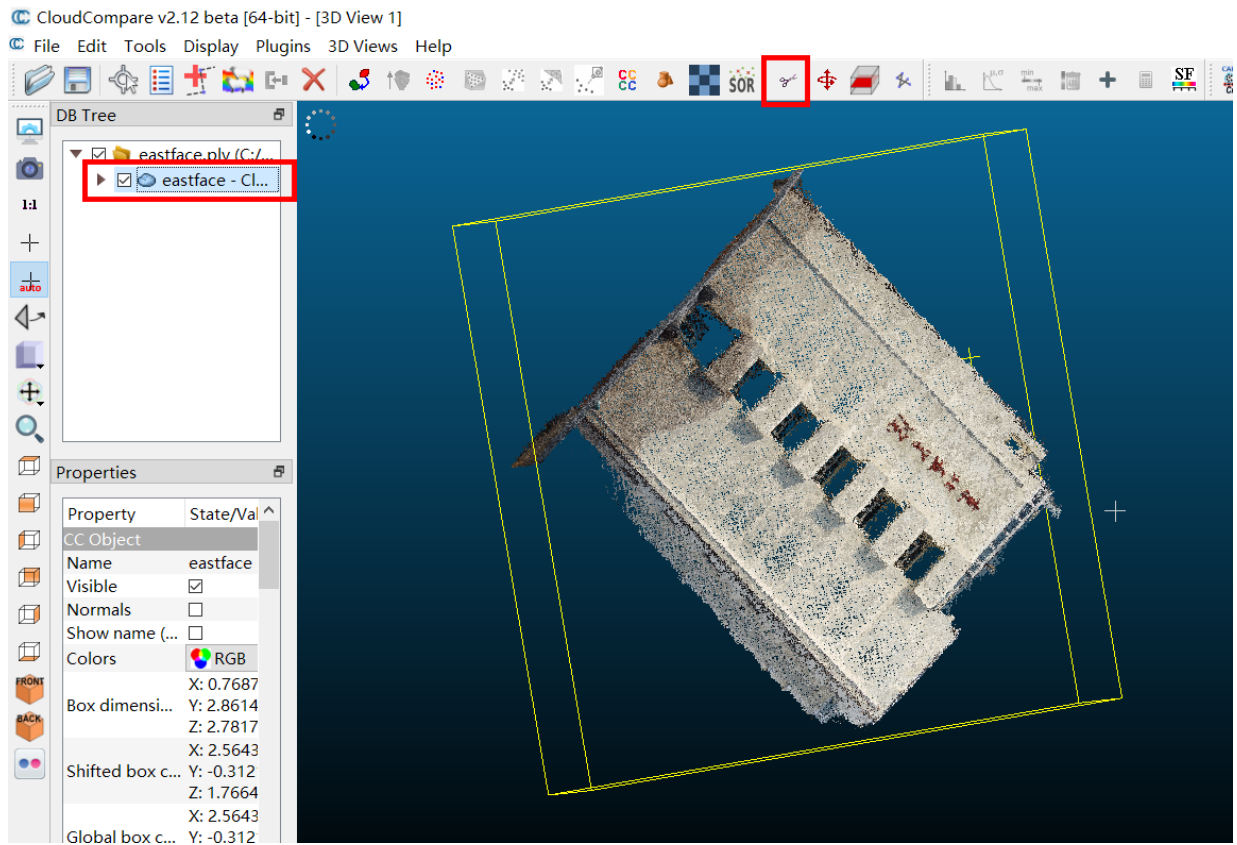 CloudCompare v2.12 beta [64-bit] - [3D View 1]
File Edit Tools Display Plugins 3D Views Help
CC CC
SOR
μ,σ
min max
SF
DB Tree
eastface.ply (C:/...
eastface - Cl...
1:1
auto
FRONT
BACK
Properties
Property State/Val
CC Object
Name eastface
Visible
Normals
Show name (...
Colors RGB
Box dimensi... X: 0.7687
Y: 2.8614
Z: 2.7817
Shifted box c... X: 2.5643
Y: -0.312
Z: 1.7664
Global box c... X: 2.5643
Y: -0.312